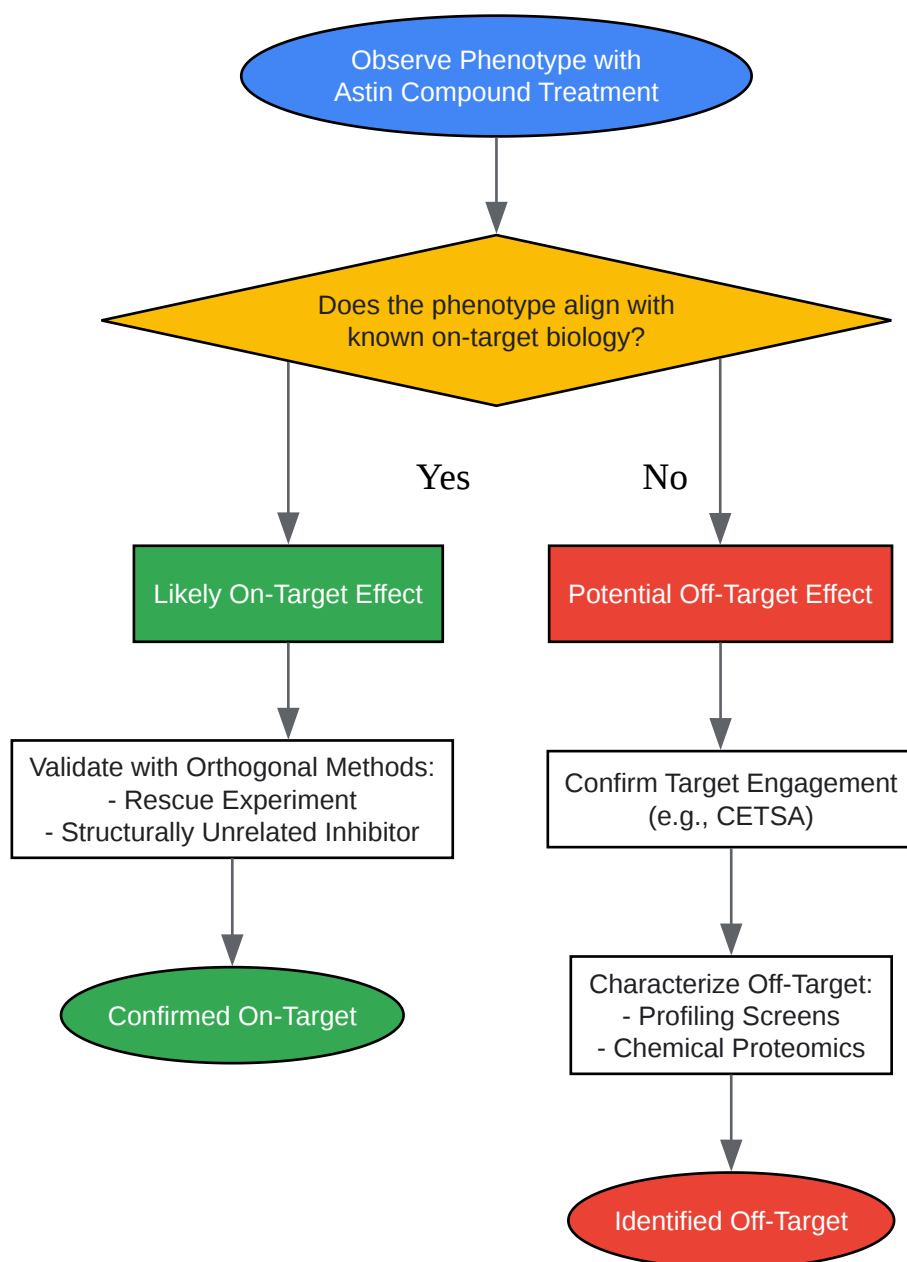 Observe Phenotype with
Astin Compound Treatment
Does the phenotype align with
known on-target biology?
Yes
No
Likely On-Target Effect
Potential Off-Target Effect
Validate with Orthogonal Methods:
- Rescue Experiment
- Structurally Unrelated Inhibitor
Confirm Target Engagement
(e.g., CETSA)
Confirmed On-Target
Characterize Off-Target:
- Profiling Screens
- Chemical Proteomics
Identified Off-Target